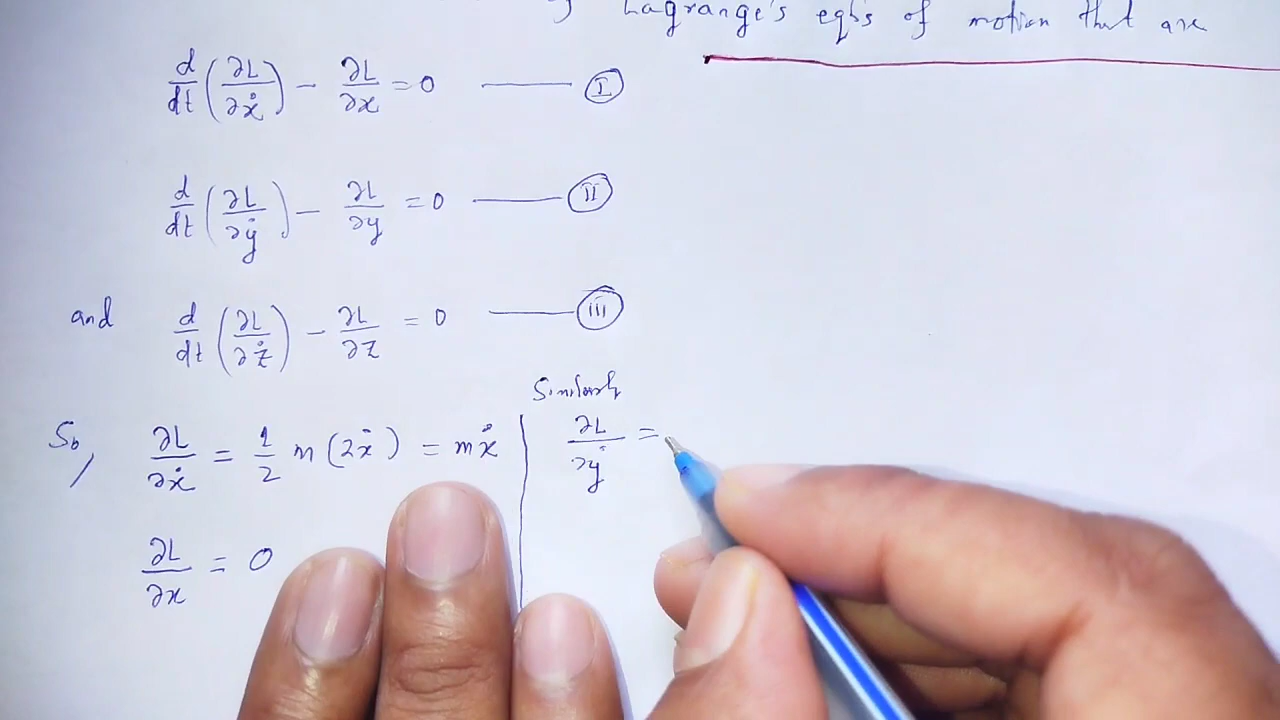 Lagrange's eqbs of motion that are
d/dt (∂L/∂ẋ) − ∂L/∂x = 0 —— (I)
d/dt (∂L/∂ẏ) − ∂L/∂y = 0 —— (II)
and d/dt (∂L/∂ż) − ∂L/∂z = 0 —— (III)
So, ∂L/∂ẋ = 1/2 m (2ẋ) = mẋ
∂L/∂x = 0
Similarly
∂L/∂ẏ =